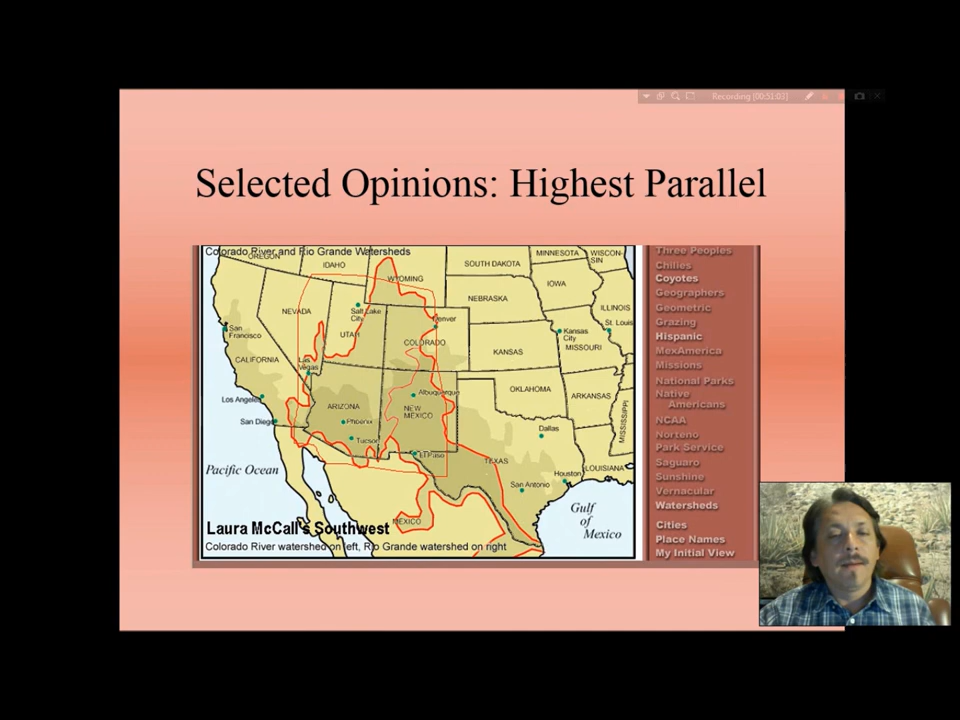 Recording [00:51:03]
Selected Opinions: Highest Parallel
Colorado River and Rio Grande Watersheds
OREGON
IDAHO
WYOMING
SOUTH DAKOTA
MINNESOTA
WISCON-
SIN
NEBRASKA
IOWA
NEVADA
Salt Lake
City
UTAH
Denver
COLORADO
ILLINOIS
St. Louis
San
Francisco
Kansas
City
MISSOURI
CALIFORNIA
Las
Vegas
KANSAS
Los Angeles
ARIZONA
Albuquerque
NEW
MEXICO
OKLAHOMA
ARKANSAS
MISSISSIPPI
San Diego
Phoenix
Tucson
El Paso
Dallas
TEXAS
LOUISIANA
Houston
San Antonio
Pacific Ocean
MEXICO
Gulf
of
Mexico
Laura McCall's Southwest
Colorado River watershed on left, Rio Grande watershed on right
Three Peoples
Chilies
Coyotes
Geographers
Geometric
Grazing
Hispanic
MexAmerica
Missions
National Parks
Native
Americans
NCAA
Norteno
Park Service
Saguaro
Sunshine
Vernacular
Watersheds
Cities
Place Names
My Initial View